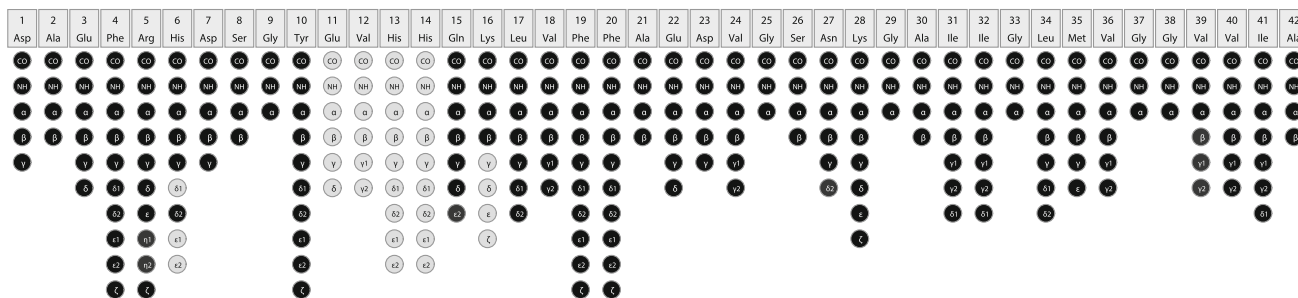 1 2 3 4 5 6 7 8 9 10 11 12 13 14 15 16 17 18 19 20 21 22 23 24 25 26 27 28 29 30 31 32 33 34 35 36 37 38 39 40 41 42
Asp Ala Glu Phe Arg His Asp Ser Gly Tyr Glu Val His His Gln Lys Leu Val Phe Phe Ala Glu Asp Val Gly Ser Asn Lys Gly Ala Ile Ile Gly Leu Met Val Gly Gly Val Val Ile Ala
CO CO CO CO CO CO CO CO CO CO CO CO CO CO CO CO CO CO CO CO CO CO CO CO CO CO CO CO CO CO CO CO CO CO CO CO CO CO CO CO CO CO
NH NH NH NH NH NH NH NH NH NH NH NH NH NH NH NH NH NH NH NH NH NH NH NH NH NH NH NH NH NH NH NH NH NH NH NH NH NH NH NH NH NH
α α α α α α α α α α α α α α α α α α α α α α α α α α α α α α α α α α α α α α α α α α
β β β β β β β β β β β β β β β β β β β β β β β β β β β β β β β β β β β β
γ γ γ γ γ γ γ γ γ1 γ γ γ γ γ γ1 γ γ γ γ γ1 γ γ γ1 γ1 γ γ γ1 γ1 γ1 γ1
δ δ1 δ δ1 δ1 δ γ2 δ1 δ1 δ δ δ1 γ2 δ1 δ1 δ γ2 δ2 δ γ2 γ2 δ1 ε γ2 γ2 γ2 γ2
δ2 ε δ2 δ2 δ2 δ2 ε2 ε δ2 δ2 δ2 ε δ1 δ1 δ2 δ1
ε1 η1 ε1 ε1 ε1 ε1 ζ ε1 ε1 ζ
ε2 η2 ε2 ε2 ε2 ε2 ε2 ε2
ζ ζ ζ ζ ζ